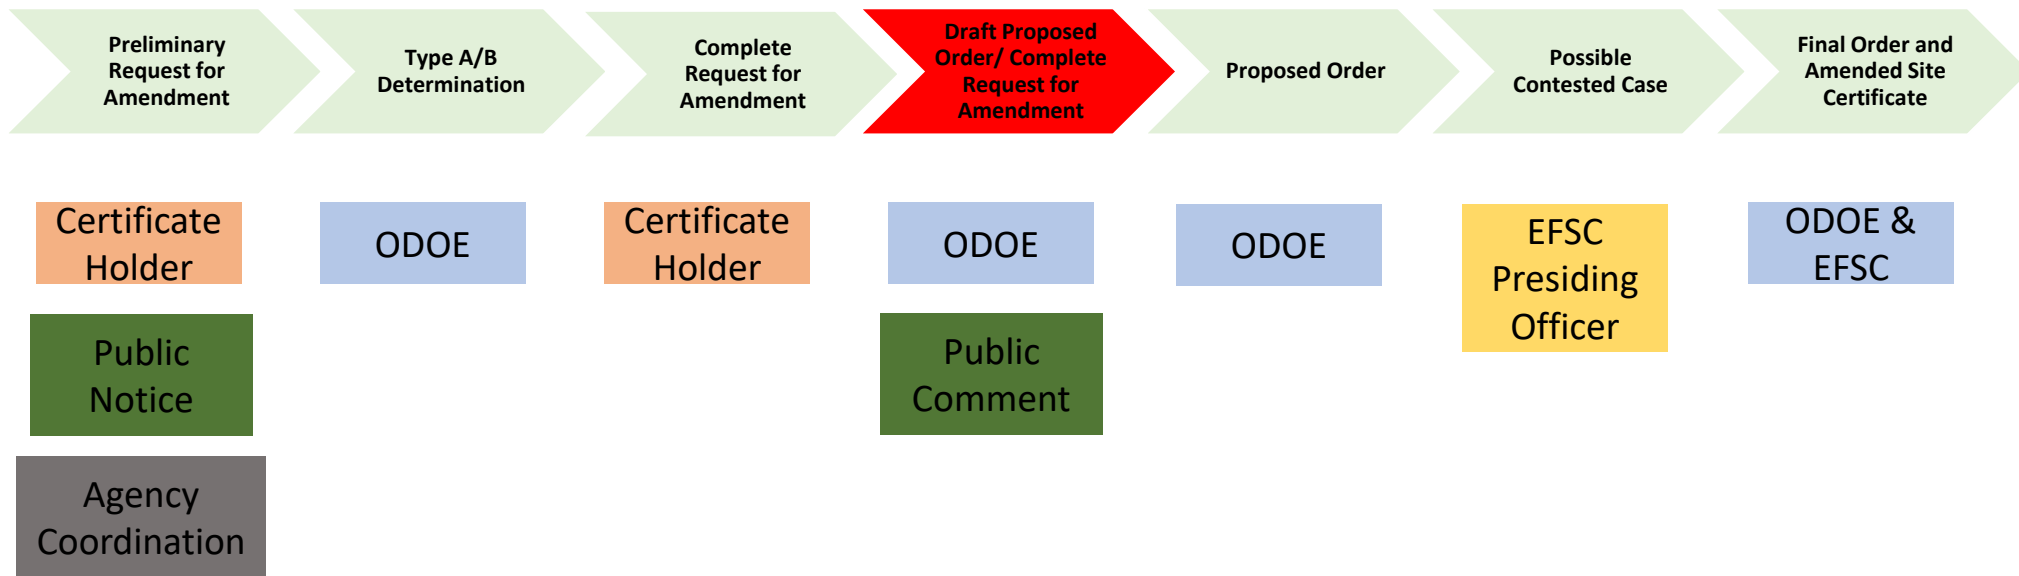 Preliminary
Request for
Amendment
Type A/B
Determination
Complete
Request for
Amendment
Draft Proposed
Order/ Complete
Request for
Amendment
Proposed Order
Possible
Contested Case
Final Order and
Amended Site
Certificate
Certificate
Holder
ODOE
Certificate
Holder
ODOE
ODOE
EFSC
Presiding
Officer
ODOE &
EFSC
Public
Notice
Public
Comment
Agency
Coordination